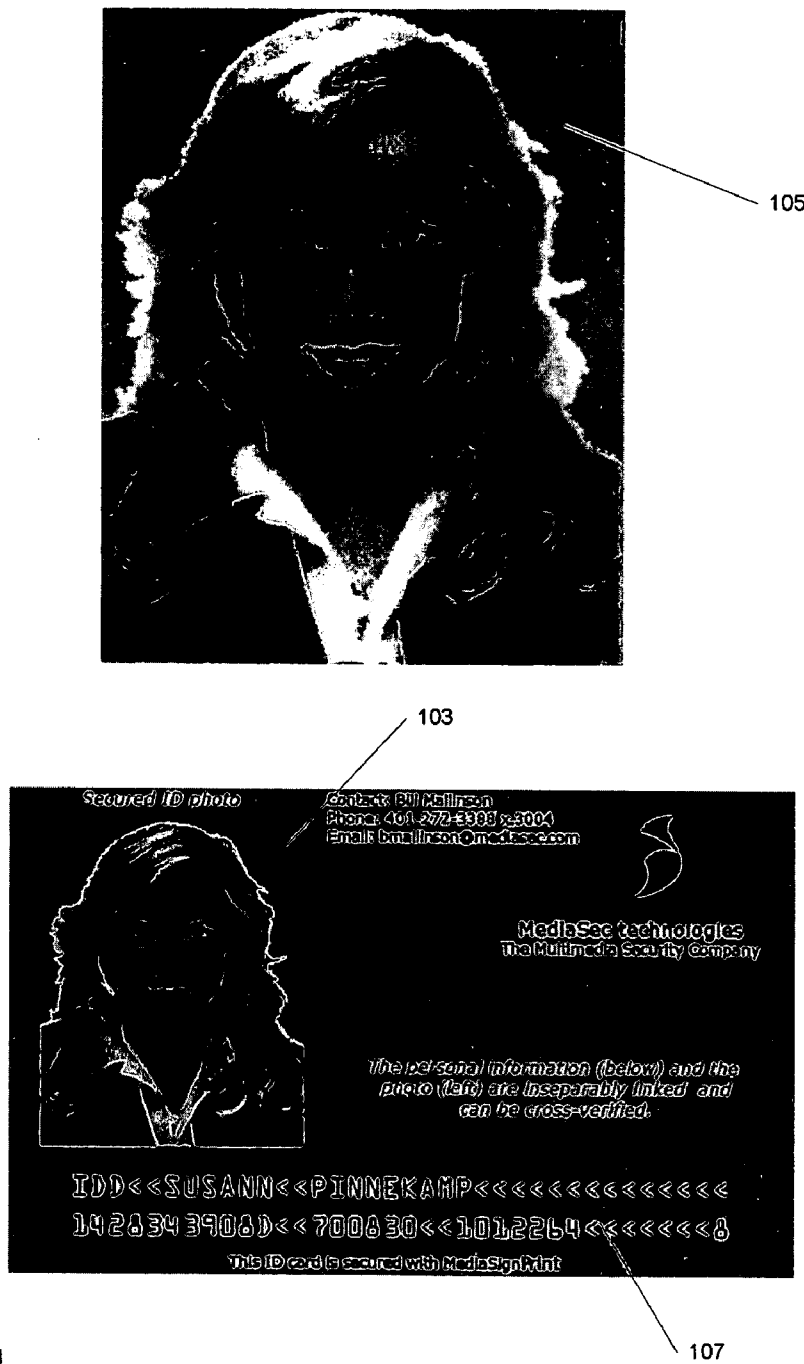 105
103
Secured ID photo
Contact: Bill Mallnson
Phone: 401-272-3388 x3004
Email: bmallnson@mediasec.com
MediaSec technologies
The Multimedia Security Company
The personal information (below) and the
photo (left) are inseparably linked and
can be cross-verified.
IDD<<SUSANN<<PINNEKAMP<<<<<<<<<<<<<<
1428343908D<<700830<<1012264<<<<<<<8
This ID card is secured with MediaSignPrint
107